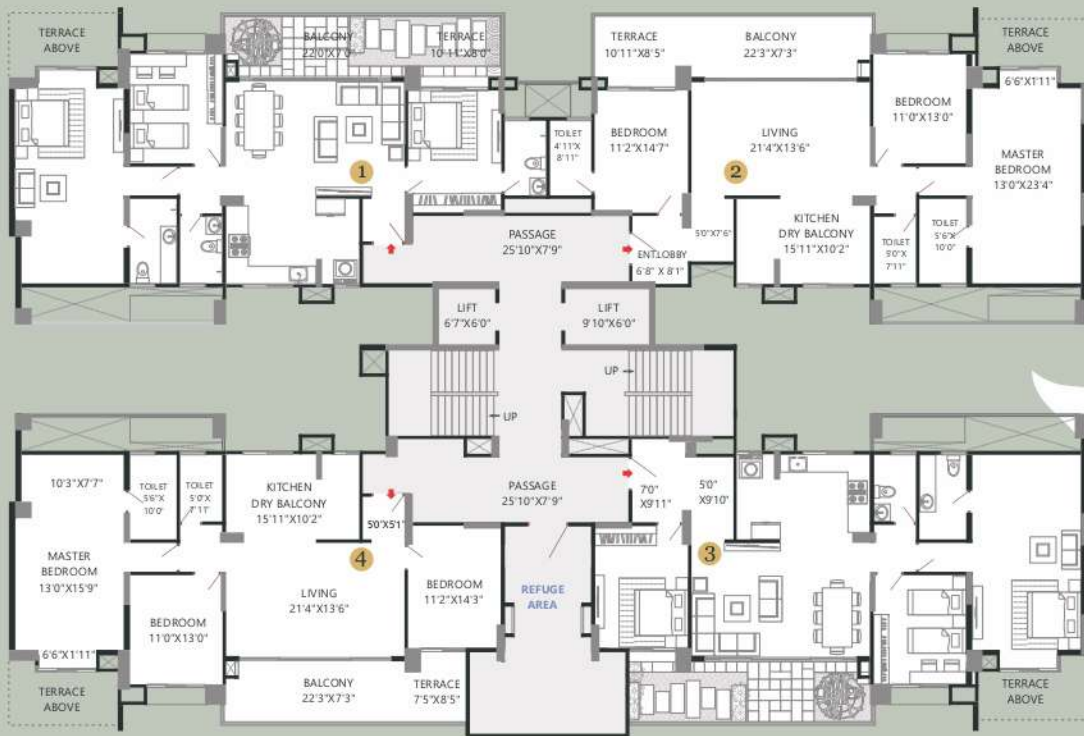 TERRACE
ABOVE
BALCONY
22'0"X7'0"
TERRACE
10'11"X8'0"
TERRACE
10'11"X8'5"
BALCONY
22'3"X7'3"
TERRACE
ABOVE
6'6"X1'11"
BEDROOM
11'0"X13'0"
TOILET
4'11"X
8'11"
BEDROOM
11'2"X14'7"
LIVING
21'4"X13'6"
MASTER
BEDROOM
13'0"X23'4"
1
2
PASSAGE
25'10"X7'9"
ENT.LOBBY
6'8" X 8'1"
5'0"X7'6"
KITCHEN
DRY BALCONY
15'11"X10'2"
TOILET
5'0"X
7'11"
TOILET
5'6"X
10'0"
LIFT
6'7"X6'0"
LIFT
9'10"X6'0"
UP
UP
10'3"X7'7"
TOILET
5'6"X
10'0"
TOILET
5'0"X
7'11"
KITCHEN
DRY BALCONY
15'11"X10'2"
5'0"X5'1"
PASSAGE
25'10"X7'9"
7'0"
X9'11"
5'0"
X9'10"
MASTER
BEDROOM
13'0"X15'9"
4
3
LIVING
21'4"X13'6"
BEDROOM
11'2"X14'3"
REFUGE
AREA
BEDROOM
11'0"X13'0"
6'6"X1'11"
TERRACE
ABOVE
BALCONY
22'3"X7'3"
TERRACE
7'5"X8'5"
TERRACE
ABOVE